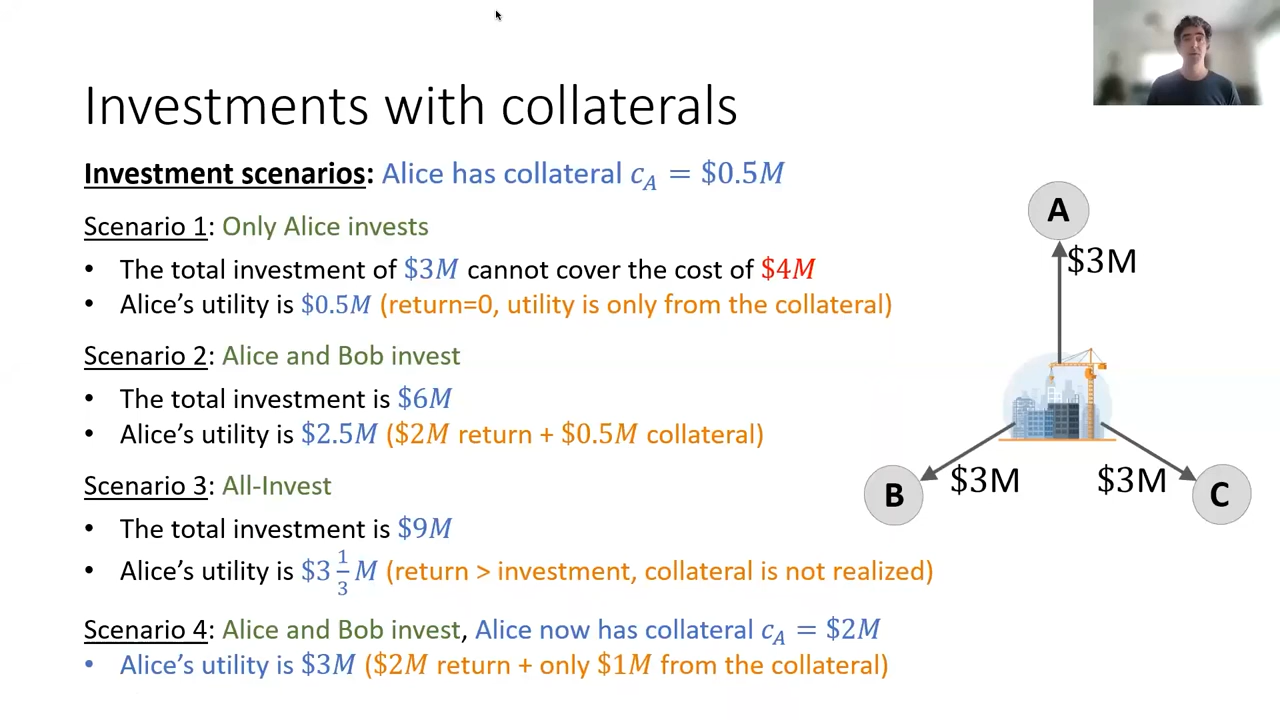 Investments with collaterals
Investment scenarios: Alice has collateral c_A = $0.5M
Scenario 1: Only Alice invests
• The total investment of $3M cannot cover the cost of $4M
• Alice's utility is $0.5M (return=0, utility is only from the collateral)
Scenario 2: Alice and Bob invest
• The total investment is $6M
• Alice's utility is $2.5M ($2M return + $0.5M collateral)
Scenario 3: All-Invest
• The total investment is $9M
• Alice's utility is $3 1/3 M (return > investment, collateral is not realized)
Scenario 4: Alice and Bob invest, Alice now has collateral c_A = $2M
• Alice's utility is $3M ($2M return + only $1M from the collateral)
A
$3M
B
$3M
$3M
C